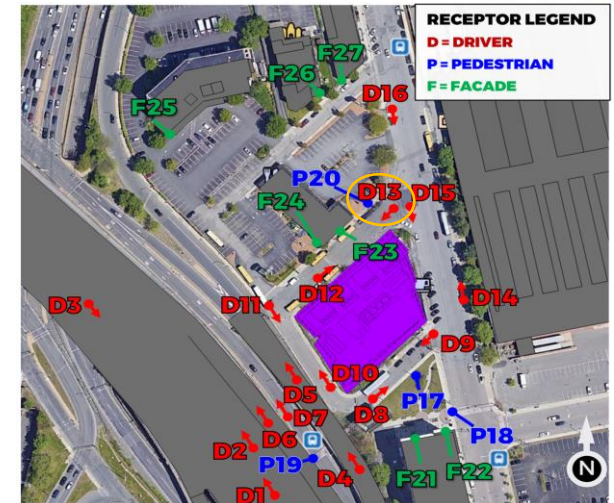 RECEPTOR LEGEND
D = DRIVER
P = PEDESTRIAN
F = FACADE
F27
F26
D16
F25
P20
D13
D15
F24
F23
D12
D3
D11
D14
D9
D10
D5
D8
P17
D7
D6
P18
D2
P19
D4
F21
F22
D1
N